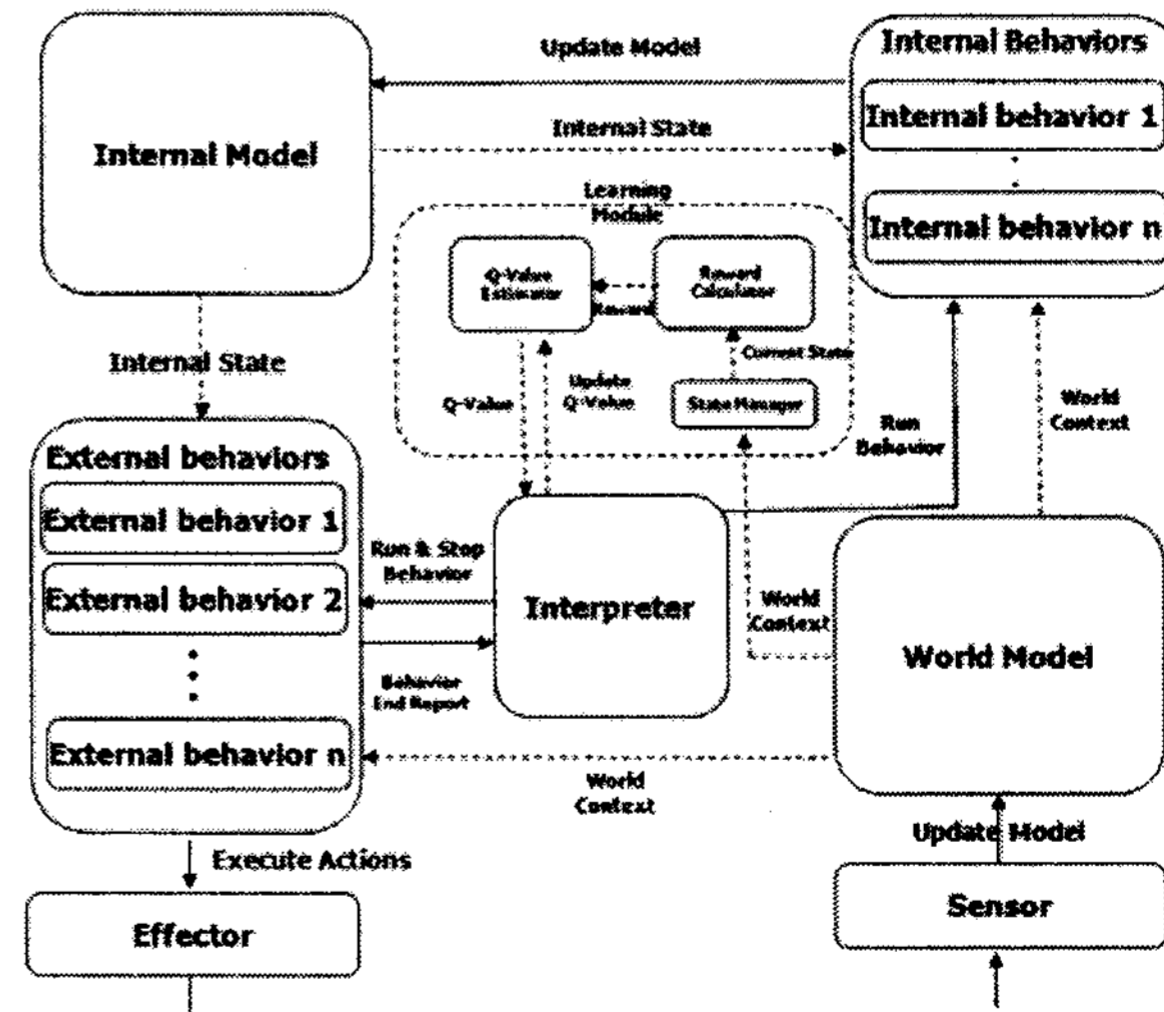 Update Model
Internal Behaviors
Internal behavior 1
Internal Model
Internal State
Learning
Module
Internal behavior n
Q-Value
Estimator
Reward
Calculator
Reward
Current State
Internal State
Q-Value
Update
Q-Value
State Manager
Run
Behavior
World
Context
External behaviors
External behavior 1
Run & Stop
Behavior
External behavior 2
Interpreter
World
Context
World Model
Behavior
End Report
External behavior n
World
Context
Update Model
Execute Actions
Sensor
Effector